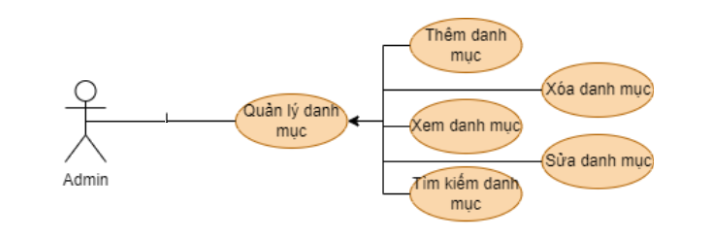 Thêm danh
mục
Xóa danh mục
Quản lý danh
mục
Xem danh mục
Sửa danh mục
Tìm kiếm danh
mục
Admin